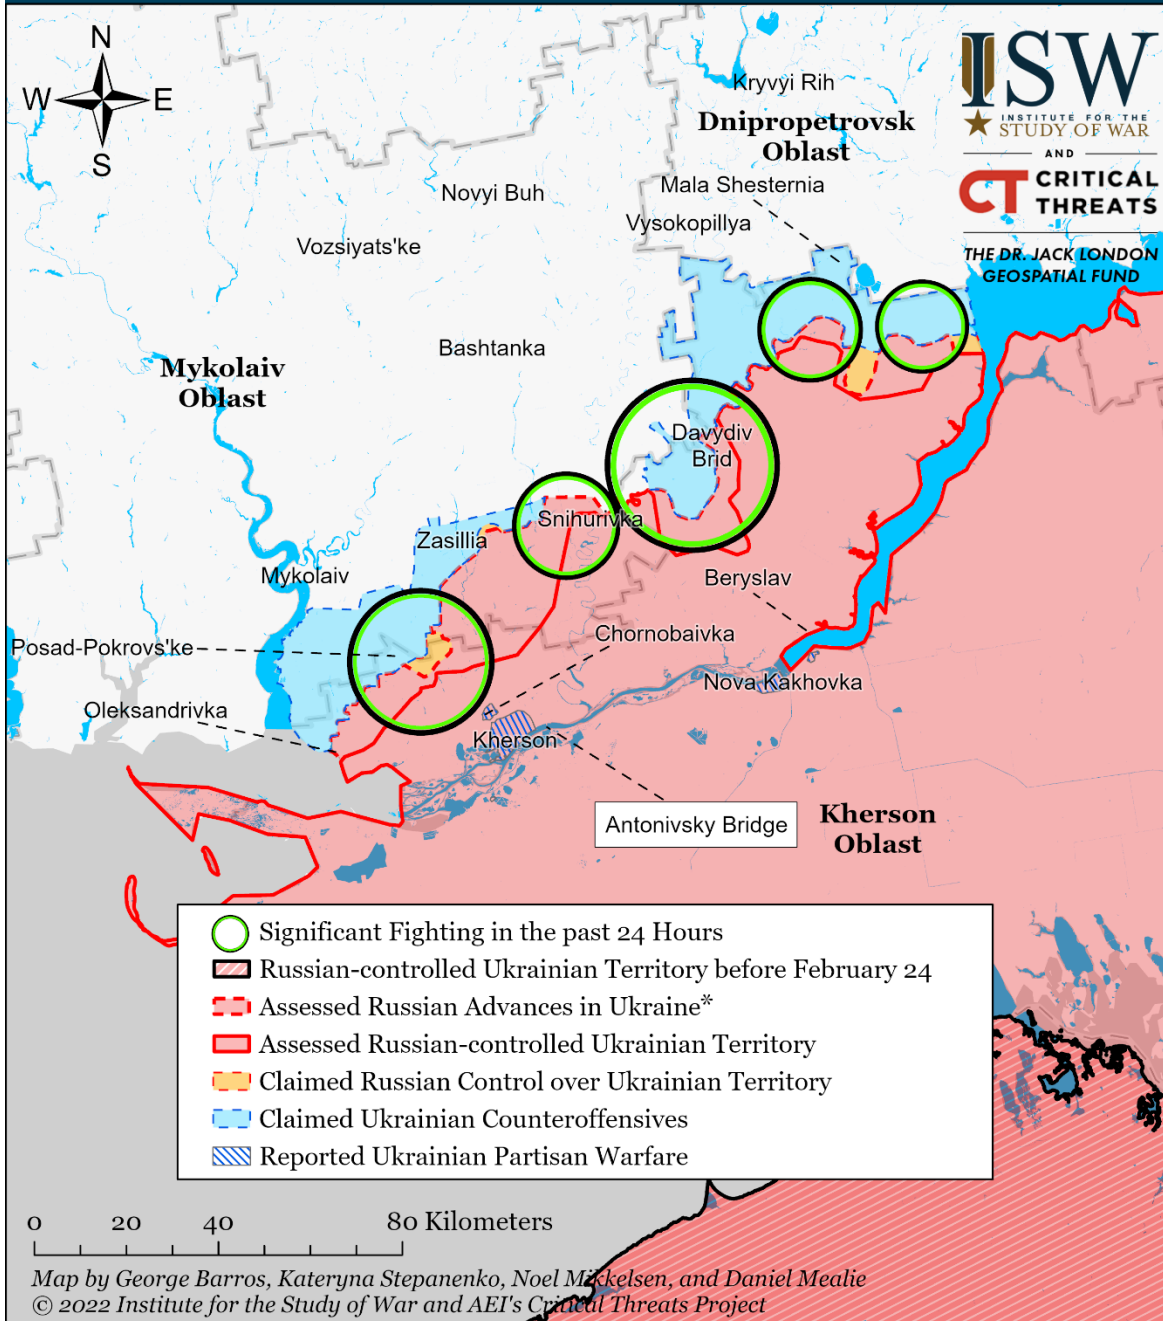 N
W E
S
ISW
INSTITUTE FOR THE
STUDY OF WAR
AND
CT CRITICAL
THREATS
THE DR. JACK LONDON
GEOSPATIAL FUND
Kryvyi Rih
Dnipropetrovsk
Oblast
Mala Shesternia
Novyi Buh
Vysokopillya
Vozsiyats'ke
Bashtanka
Mykolaiv
Oblast
Davydiv
Brid
Snihurivka
Zasillia
Mykolaiv
Beryslav
Chornobaivka
Posad-Pokrovs'ke
Nova Kakhovka
Oleksandrivka
Kherson
Antonivsky Bridge
Kherson
Oblast
Significant Fighting in the past 24 Hours
Russian-controlled Ukrainian Territory before February 24
Assessed Russian Advances in Ukraine*
Assessed Russian-controlled Ukrainian Territory
Claimed Russian Control over Ukrainian Territory
Claimed Ukrainian Counteroffensives
Reported Ukrainian Partisan Warfare
0 20 40 80 Kilometers
Map by George Barros, Kateryna Stepanenko, Noel Mikkelsen, and Daniel Mealie
© 2022 Institute for the Study of War and AEI's Critical Threats Project